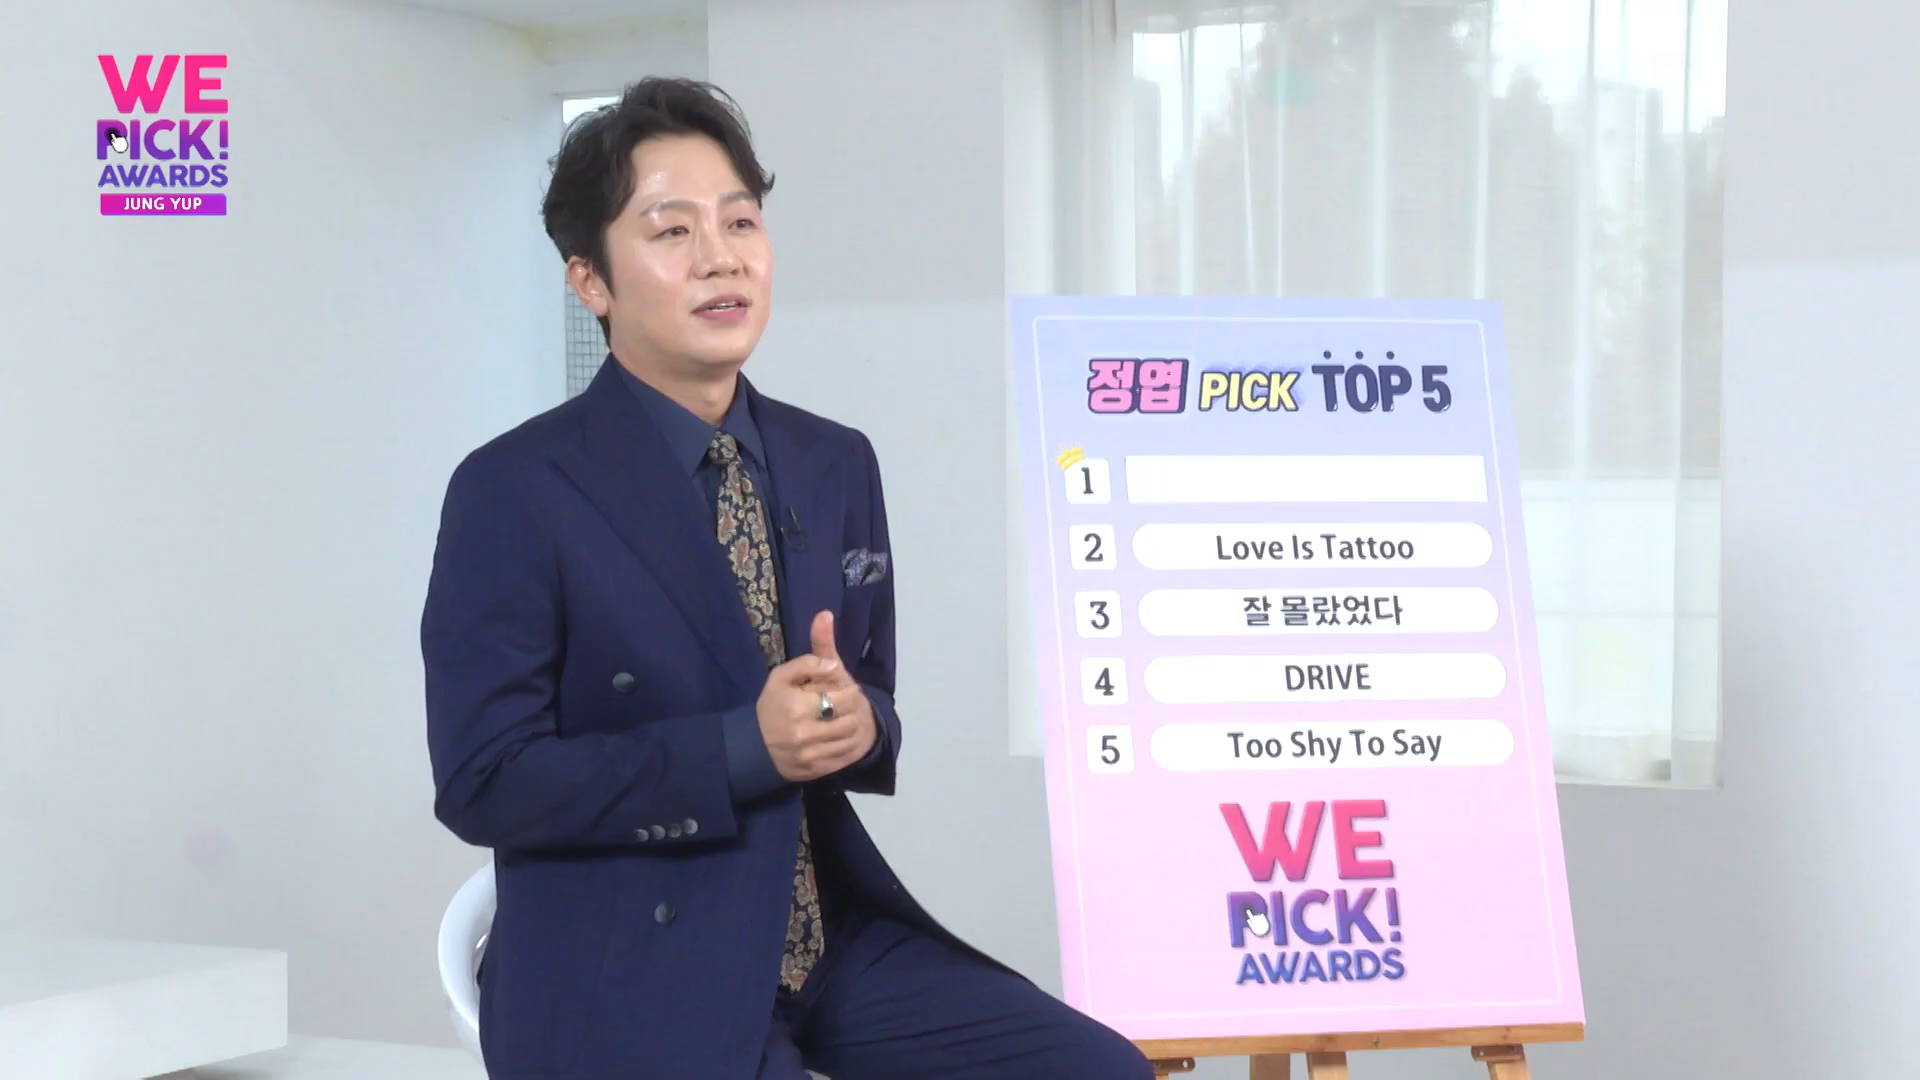 WE
PICK!
AWARDS
JUNG YUP
정엽 PICK TOP 5
1
2 Love Is Tattoo
3 잘 몰랐었다
4 DRIVE
5 Too Shy To Say
WE
PICK!
AWARDS